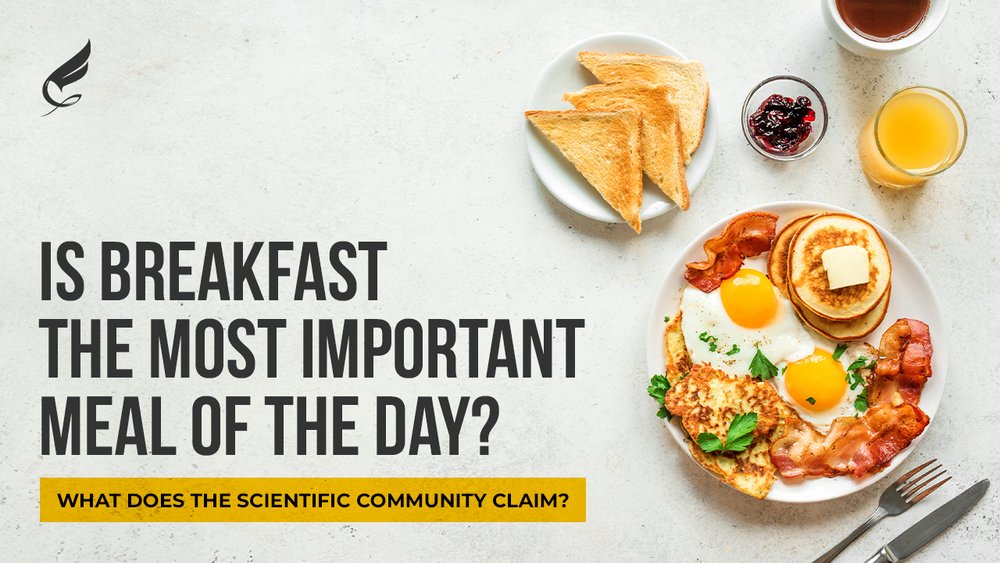 IS BREAKFAST
THE MOST IMPORTANT
MEAL OF THE DAY?
WHAT DOES THE SCIENTIFIC COMMUNITY CLAIM?